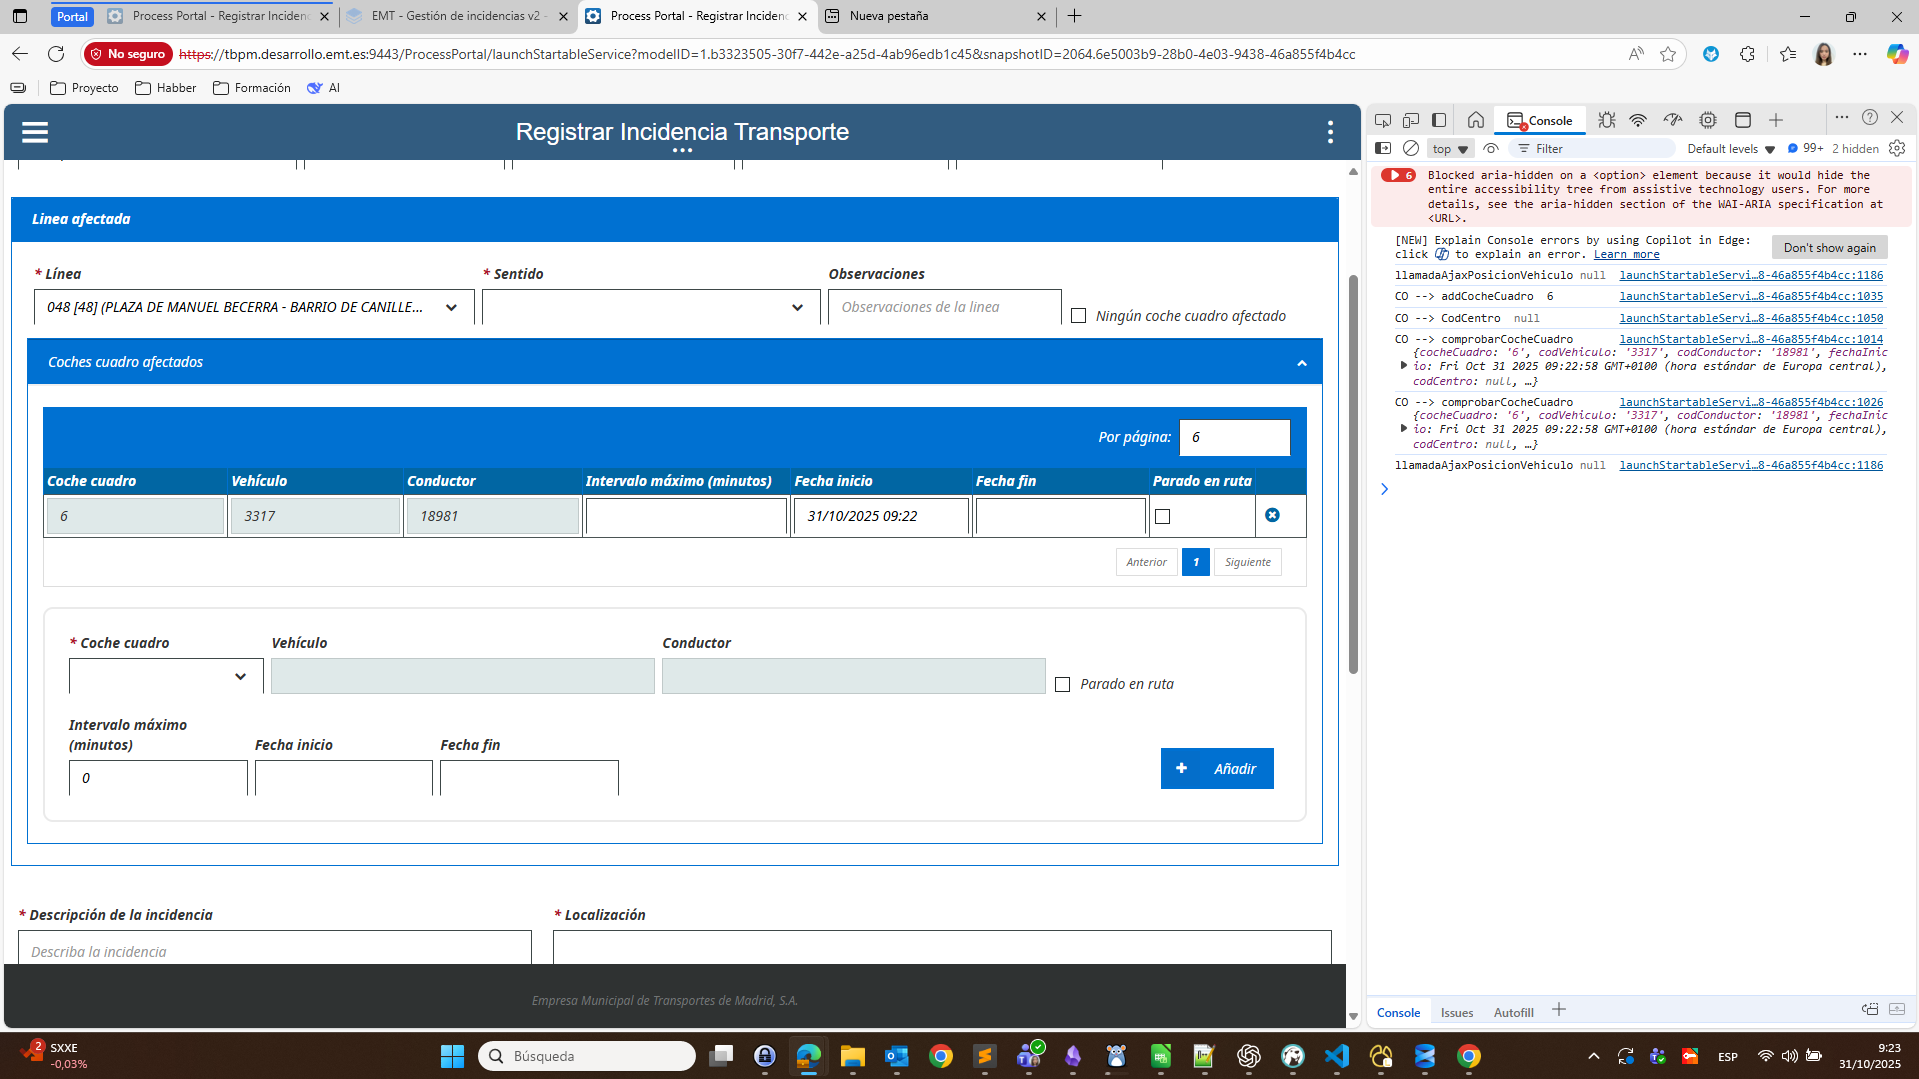 Portal
Process Portal - Registrar Inciden
EMT - Gestión de incidencias v2 -
Process Portal - Registrar Inciden
Nueva pestaña
No seguro
https://tbpm.desarrollo.emt.es:9443/ProcessPortal/launchStartableService?modelID=1.b3323505-30f7-442e-a25d-4ab96edb1c45&snapshotID=2064.6e5003b9-28b0-4e03-9438-46a855f4b4cc
Proyecto
Habber
Formación
AI
Registrar Incidencia Transporte
Linea afectada
* Línea
* Sentido
Observaciones
048 [48] (PLAZA DE MANUEL BECERRA - BARRIO DE CANILLE...
Observaciones de la linea
Ningún coche cuadro afectado
Coches cuadro afectados
Por página:
6
Coche cuadro
Vehículo
Conductor
Intervalo máximo (minutos)
Fecha inicio
Fecha fin
Parado en ruta
6
3317
18981
31/10/2025 09:22
Anterior
1
Siguiente
* Coche cuadro
Vehículo
Conductor
Parado en ruta
Intervalo máximo
(minutos)
Fecha inicio
Fecha fin
0
+ Añadir
* Descripción de la incidencia
* Localización
Describa la incidencia
Empresa Municipal de Transportes de Madrid, S.A.
Console
top
Filter
Default levels
99+
2 hidden
6
Blocked aria-hidden on a <option> element because it would hide the
entire accessibility tree from assistive technology users. For more
details, see the aria-hidden section of the WAI-ARIA specification at
<URL>.
[NEW] Explain Console errors by using Copilot in Edge:
click to explain an error. Learn more
Don't show again
llamadaAjaxPosicionVehiculo null launchStartableServi…8-46a855f4b4cc:1186
CO --> addCocheCuadro 6 launchStartableServi…8-46a855f4b4cc:1035
CO --> CodCentro null launchStartableServi…8-46a855f4b4cc:1050
CO --> comprobarCocheCuadro launchStartableServi…8-46a855f4b4cc:1014
{cocheCuadro: '6', codVehiculo: '3317', codConductor: '18981', fechaInic
io: Fri Oct 31 2025 09:22:58 GMT+0100 (hora estándar de Europa central),
codCentro: null, …}
CO --> comprobarCocheCuadro launchStartableServi…8-46a855f4b4cc:1026
{cocheCuadro: '6', codVehiculo: '3317', codConductor: '18981', fechaInic
io: Fri Oct 31 2025 09:22:58 GMT+0100 (hora estándar de Europa central),
codCentro: null, …}
llamadaAjaxPosicionVehiculo null launchStartableServi…8-46a855f4b4cc:1186
Console
Issues
Autofill
2
SXXE
-0,03%
Búsqueda
ESP
9:23
31/10/2025